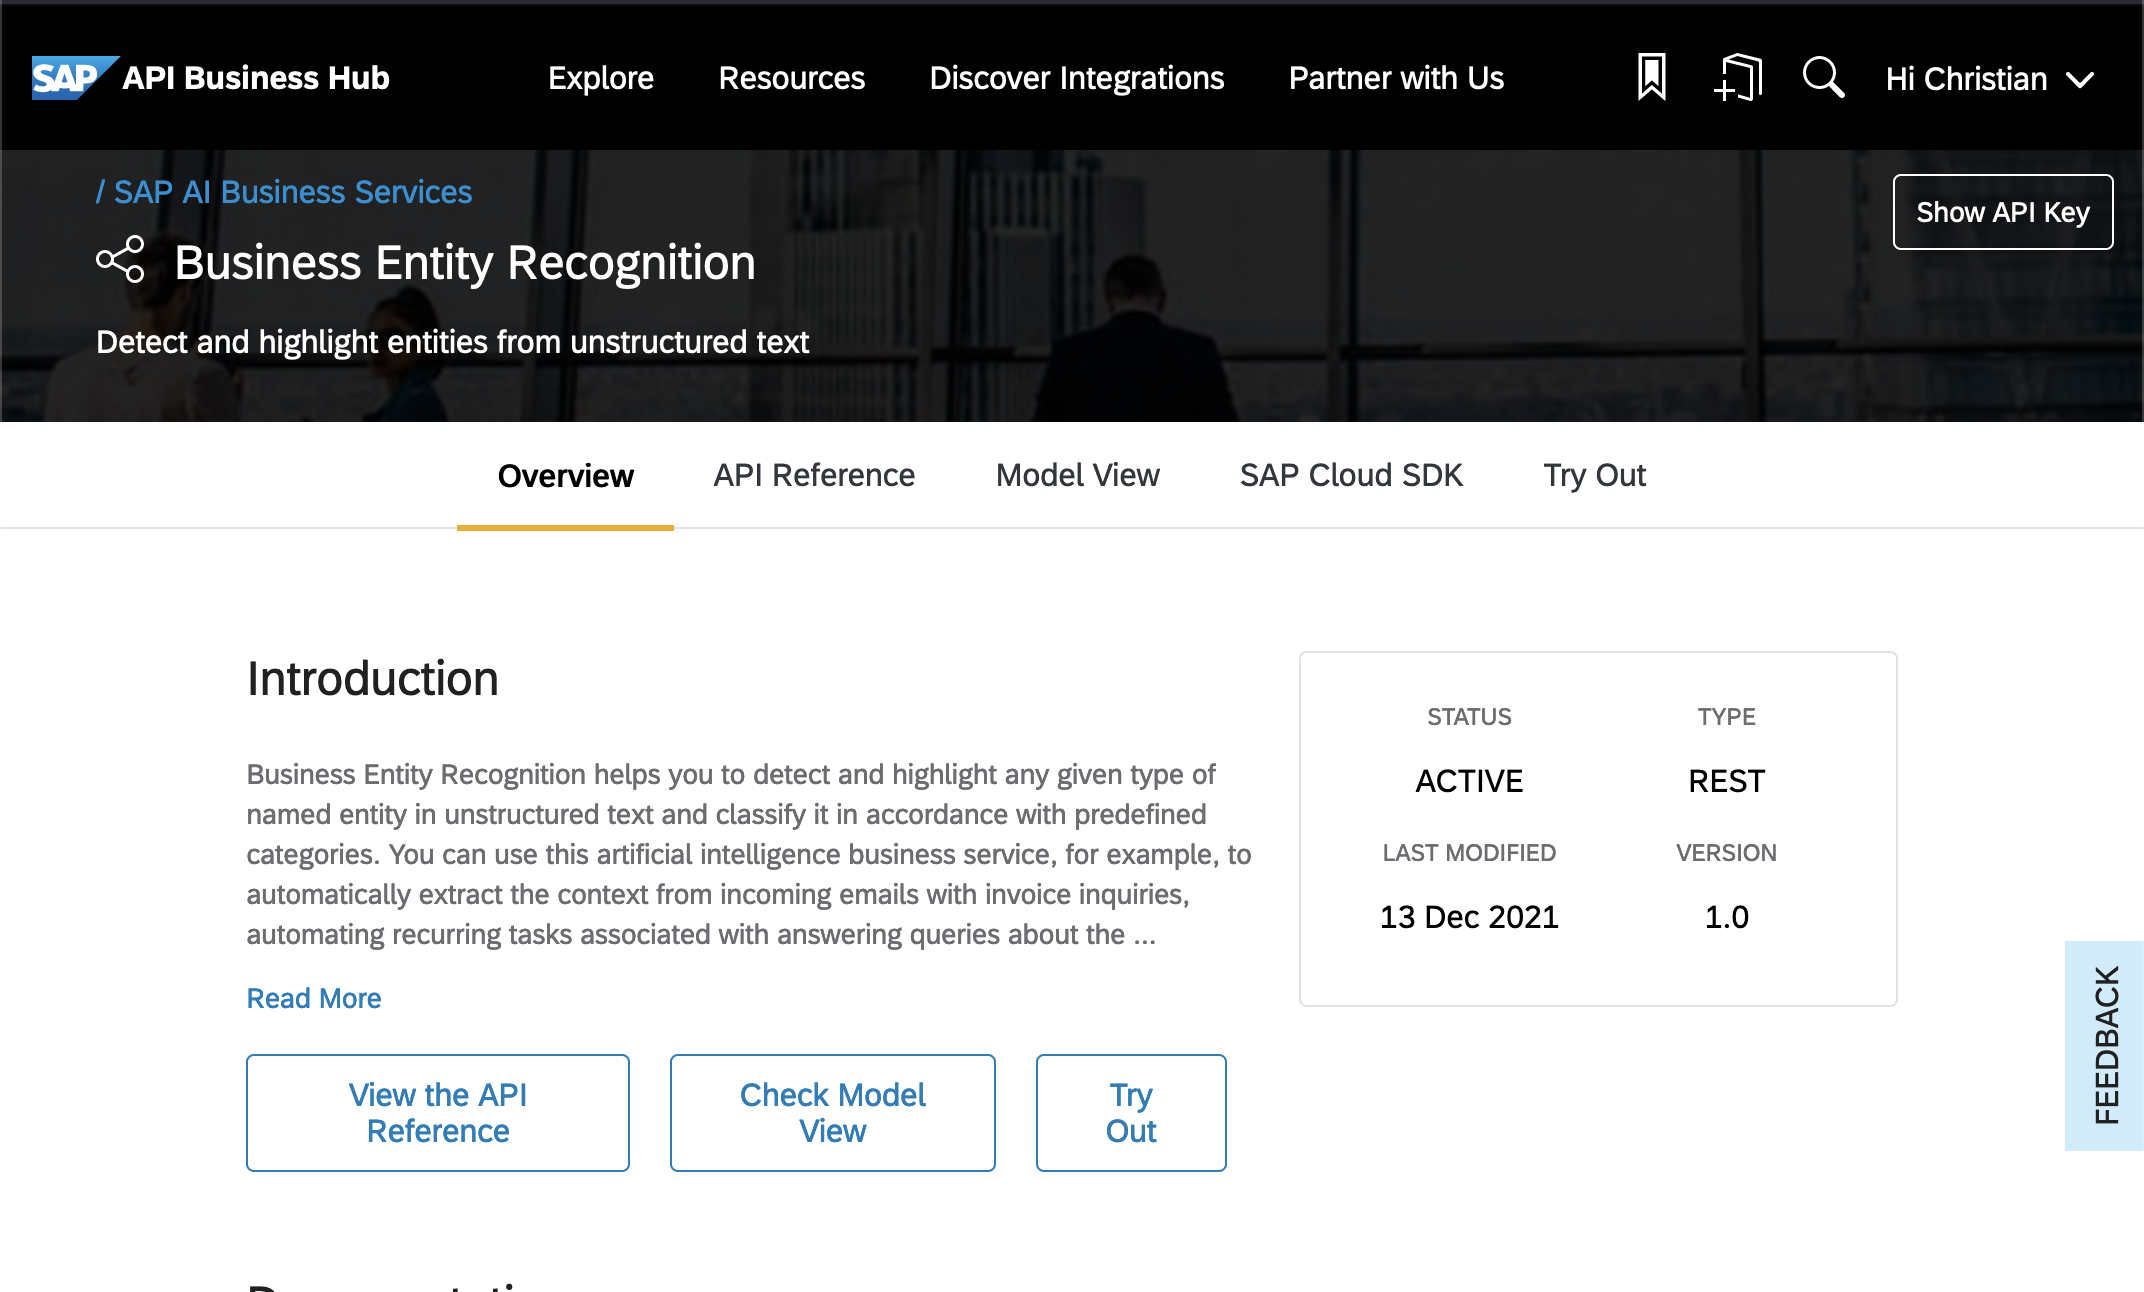 SAP API Business Hub
Explore
Resources
Discover Integrations
Partner with Us
Hi Christian
/ SAP AI Business Services
Show API Key
Business Entity Recognition
Detect and highlight entities from unstructured text
Overview
API Reference
Model View
SAP Cloud SDK
Try Out
Introduction
Business Entity Recognition helps you to detect and highlight any given type of
named entity in unstructured text and classify it in accordance with predefined
categories. You can use this artificial intelligence business service, for example, to
automatically extract the context from incoming emails with invoice inquiries,
automating recurring tasks associated with answering queries about the ...
Read More
View the API
Reference
Check Model
View
Try
Out
STATUS
TYPE
ACTIVE
REST
LAST MODIFIED
VERSION
13 Dec 2021
1.0
FEEDBACK